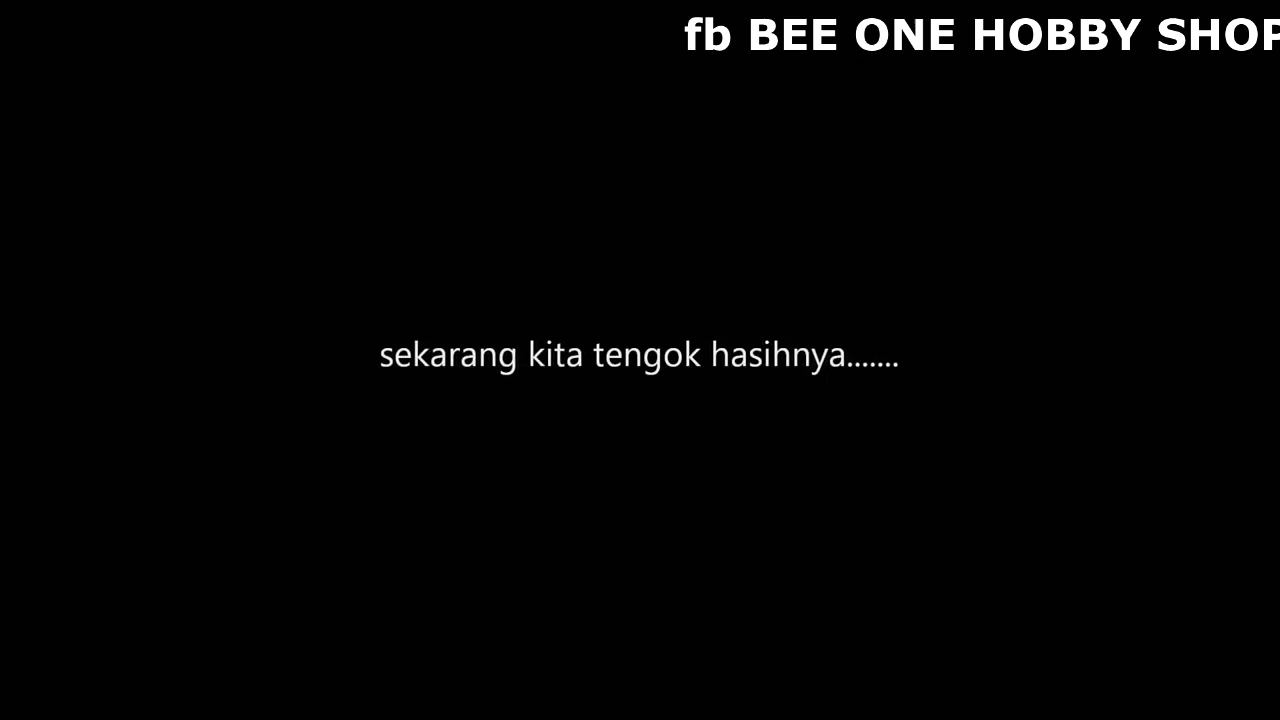 fb BEE ONE HOBBY SHOP
sekarang kita tengok hasihnya.......